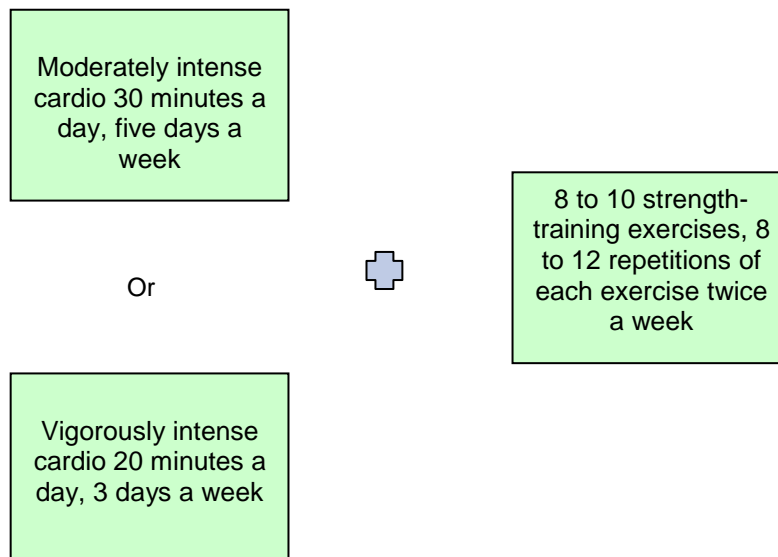 Moderately intense
cardio 30 minutes a
day, five days a
week
Or
Vigorously intense
cardio 20 minutes a
day, 3 days a week
8 to 10 strength-
training exercises, 8
to 12 repetitions of
each exercise twice
a week